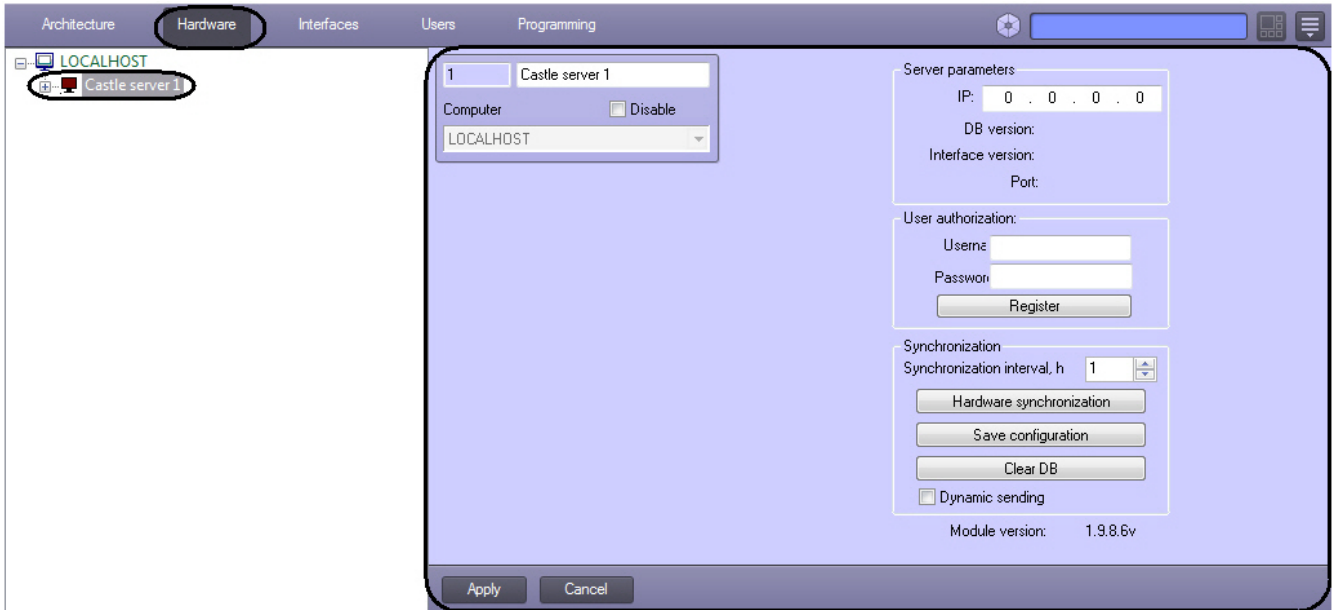 Architecture Hardware Interfaces Users Programming
LOCALHOST
Castle server 1
1 Castle server 1
Computer Disable
LOCALHOST
Server parameters
IP: 0 . 0 . 0 . 0
DB version:
Interface version:
Port:
User authorization:
Userna
Passwor
Register
Synchronization
Synchronization interval, h 1
Hardware synchronization
Save configuration
Clear DB
Dynamic sending
Module version: 1.9.8.6v
Apply Cancel